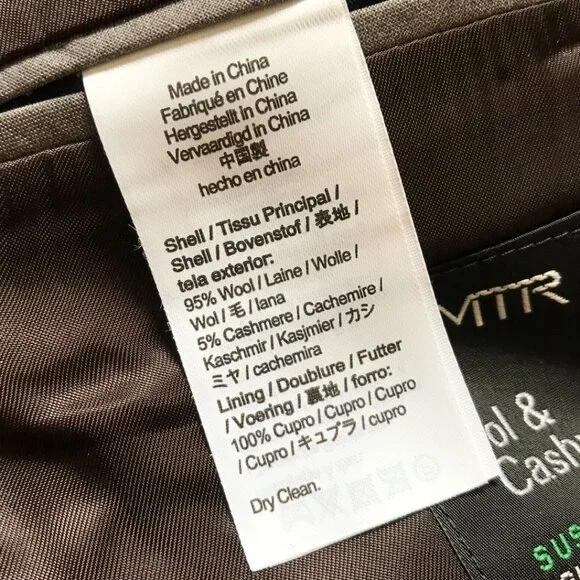 Made in China
Fabriqué en Chine
Hergestellt in China
Vervaardigd in China
中国製
hecho en china
Shell / Tissu Principal /
Shell / Bovenstof / 表地 /
tela exterior:
95% Wool / Laine / Wolle /
Wol / 毛 / lana
5% Cashmere / Cachemire /
Kaschmir / Kasjmier / カシ
ミヤ / cachemira
Lining / Doublure / Futter
/ Voering / 裏地 / forro:
100% Cupro / Cupro / Cupro
/ Cupro / キュプラ / cupro
Dry Clean.
MTR
ol &
Cash
SUS